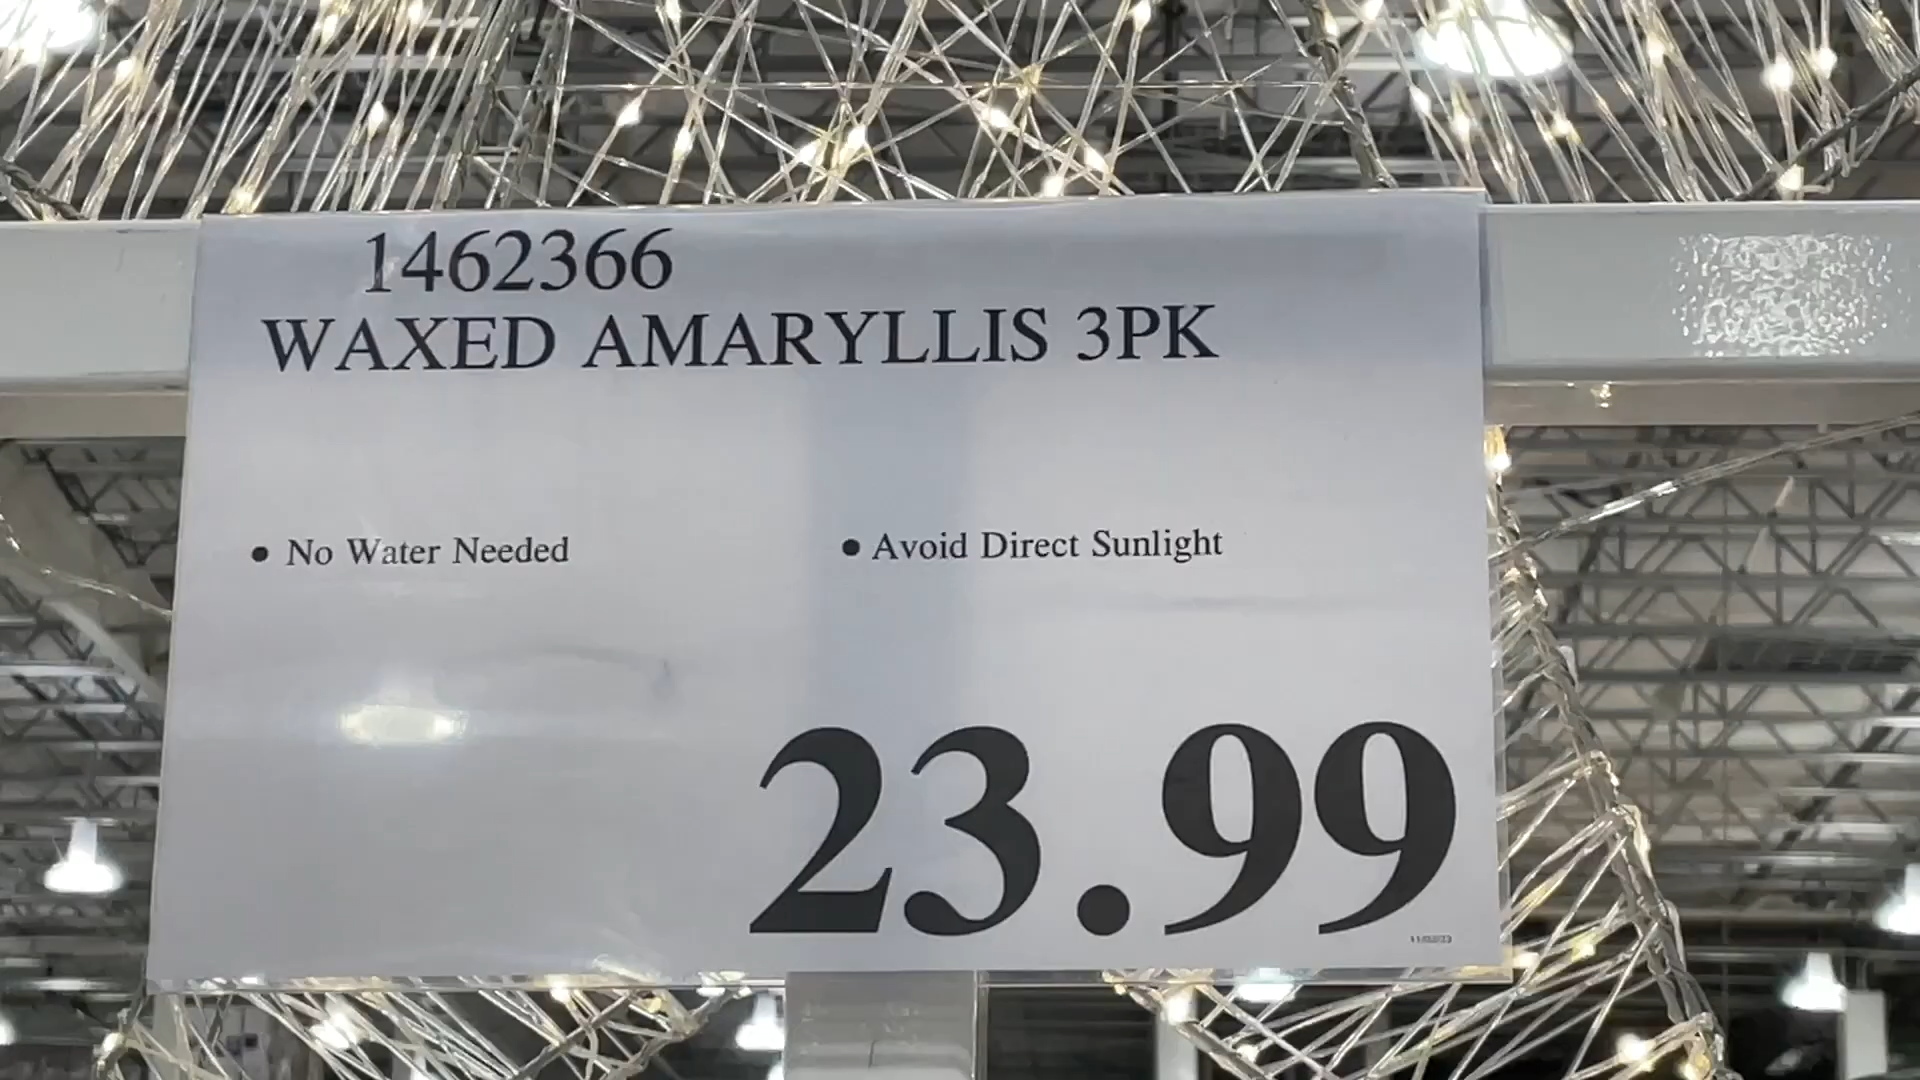 1462366
WAXED AMARYLLIS 3PK
• No Water Needed
• Avoid Direct Sunlight
23.99